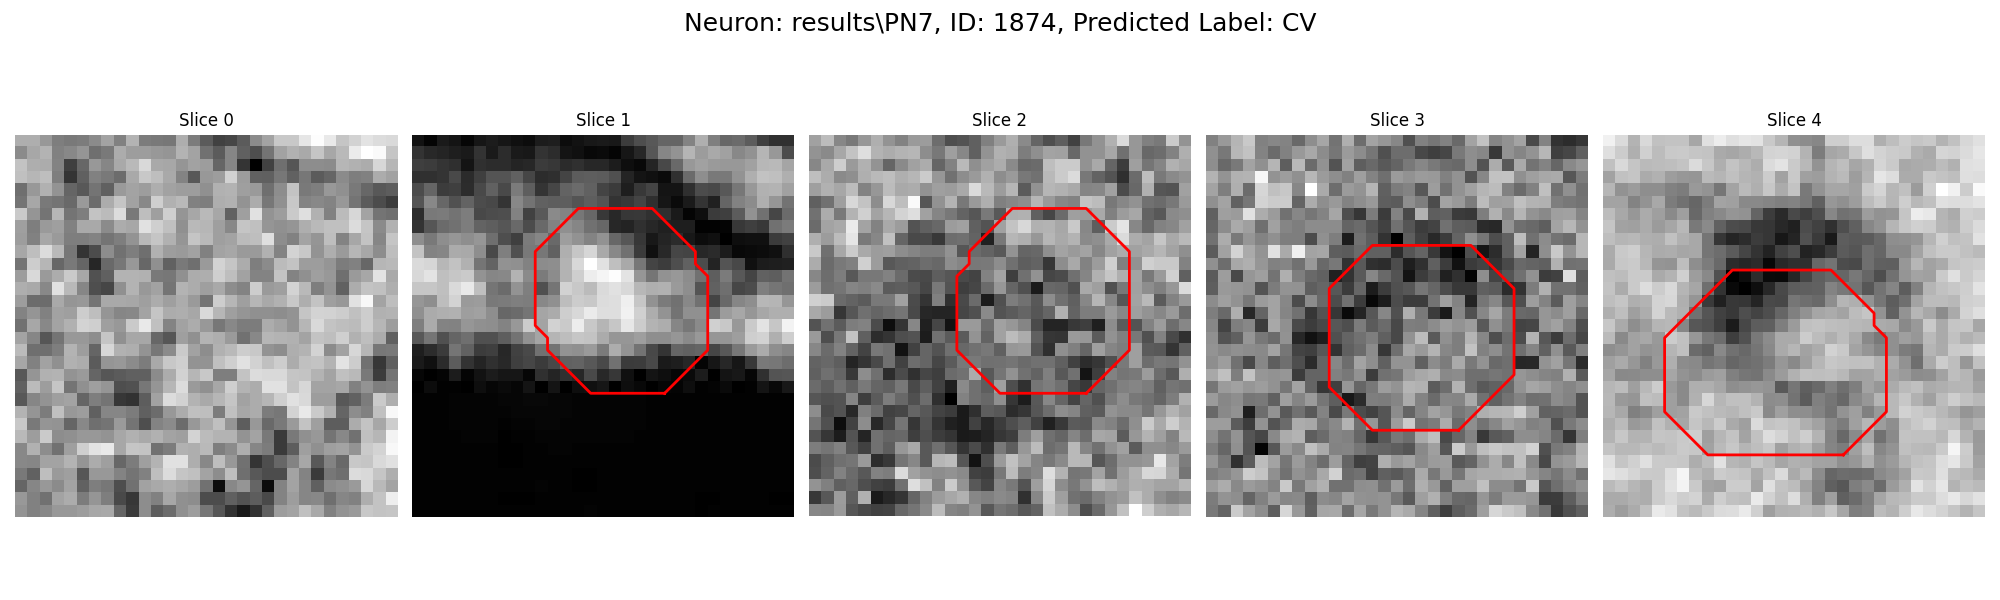 Neuron: results\PN7, ID: 1874, Predicted Label: CV
Slice 0
Slice 1
Slice 2
Slice 3
Slice 4